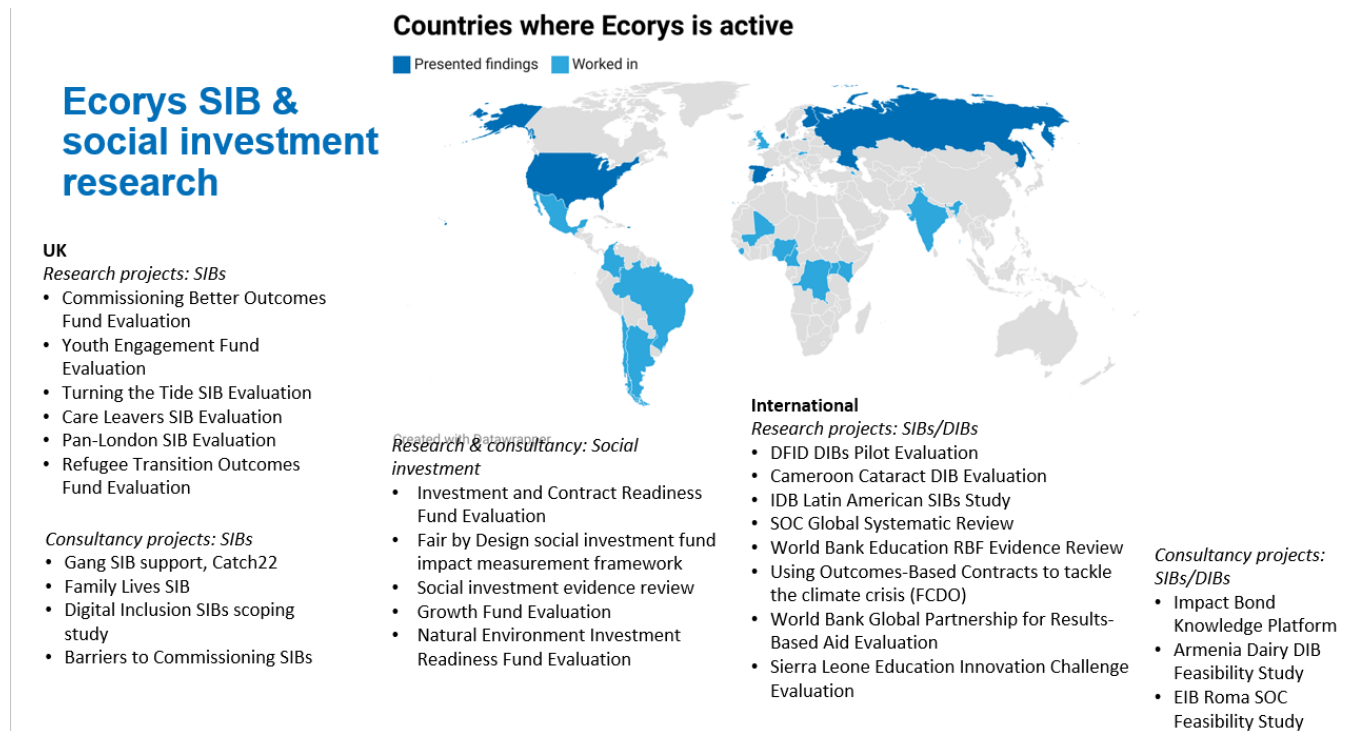 Countries where Ecorys is active
Presented findings
Worked in
Ecorys SIB &
social investment
research
UK
Research projects: SIBs
• Commissioning Better Outcomes
Fund Evaluation
• Youth Engagement Fund
Evaluation
• Turning the Tide SIB Evaluation
• Care Leavers SIB Evaluation
• Pan-London SIB Evaluation
• Refugee Transition Outcomes
Fund Evaluation
Consultancy projects: SIBs
• Gang SIB support, Catch22
• Family Lives SIB
• Digital Inclusion SIBs scoping
study
• Barriers to Commissioning SIBs
Created with Datawrapper
Research & consultancy: Social
investment
• Investment and Contract Readiness
Fund Evaluation
• Fair by Design social investment fund
impact measurement framework
• Social investment evidence review
• Growth Fund Evaluation
• Natural Environment Investment
Readiness Fund Evaluation
International
Research projects: SIBs/DIBs
• DFID DIBs Pilot Evaluation
• Cameroon Cataract DIB Evaluation
• IDB Latin American SIBs Study
• SOC Global Systematic Review
• World Bank Education RBF Evidence Review
• Using Outcomes-Based Contracts to tackle
the climate crisis (FCDO)
• World Bank Global Partnership for Results-
Based Aid Evaluation
• Sierra Leone Education Innovation Challenge
Evaluation
Consultancy projects:
SIBs/DIBs
• Impact Bond
Knowledge Platform
• Armenia Dairy DIB
Feasibility Study
• EIB Roma SOC
Feasibility Study